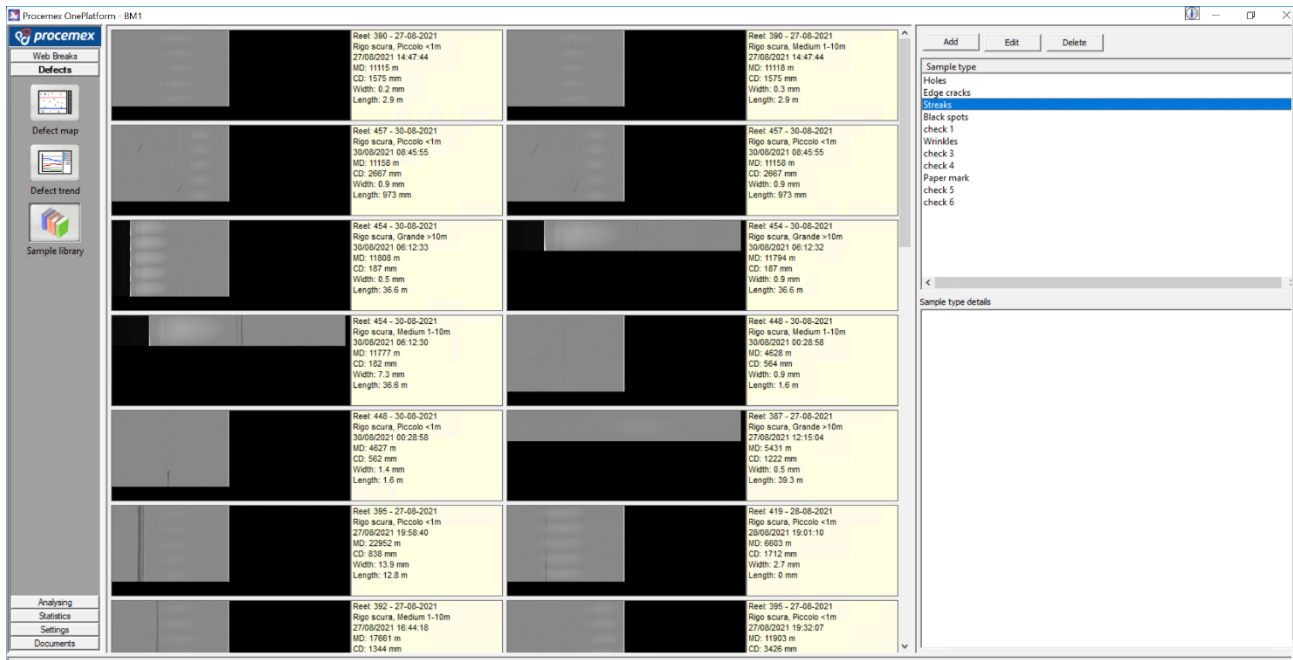 Procemex OnePlatform - BM1
procemex
Web Breaks
Defects
Defect map
Defect trend
Sample library
Analysing
Statistics
Settings
Documents
Reel: 390 - 27-08-2021
Rigo scura, Piccolo <1m
27/08/2021 14:47:44
MD: 11115 m
CD: 1575 mm
Width: 0.2 mm
Length: 2.9 m
Reel: 390 - 27-08-2021
Rigo scura, Medium 1-10m
27/08/2021 14:47:44
MD: 11118 m
CD: 1575 mm
Width: 0.3 mm
Length: 2.9 m
Reel: 457 - 30-08-2021
Rigo scura, Piccolo <1m
30/08/2021 08:45:55
MD: 11158 m
CD: 2667 mm
Width: 0.9 mm
Length: 973 mm
Reel: 457 - 30-08-2021
Rigo scura, Piccolo <1m
30/08/2021 08:45:55
MD: 11158 m
CD: 2667 mm
Width: 0.9 mm
Length: 973 mm
Reel: 454 - 30-08-2021
Rigo scura, Grande >10m
30/08/2021 06:12:33
MD: 11808 m
CD: 187 mm
Width: 0.5 mm
Length: 36.6 m
Reel: 454 - 30-08-2021
Rigo scura, Grande >10m
30/08/2021 06:12:32
MD: 11794 m
CD: 187 mm
Width: 0.9 mm
Length: 36.6 m
Reel: 454 - 30-08-2021
Rigo scura, Medium 1-10m
30/08/2021 06:12:30
MD: 11777 m
CD: 182 mm
Width: 7.3 mm
Length: 36.6 m
Reel: 448 - 30-08-2021
Rigo scura, Medium 1-10m
30/08/2021 00:28:58
MD: 4628 m
CD: 564 mm
Width: 0.9 mm
Length: 1.6 m
Reel: 448 - 30-08-2021
Rigo scura, Piccolo <1m
30/08/2021 00:28:58
MD: 4627 m
CD: 562 mm
Width: 1.4 mm
Length: 1.6 m
Reel: 387 - 27-08-2021
Rigo scura, Grande >10m
27/08/2021 12:15:04
MD: 5431 m
CD: 1222 mm
Width: 0.5 mm
Length: 39.3 m
Reel: 395 - 27-08-2021
Rigo scura, Piccolo <1m
27/08/2021 19:58:40
MD: 22952 m
CD: 838 mm
Width: 13.9 mm
Length: 12.8 m
Reel: 419 - 28-08-2021
Rigo scura, Piccolo <1m
28/08/2021 19:01:10
MD: 6603 m
CD: 1712 mm
Width: 2.7 mm
Length: 0 mm
Reel: 392 - 27-08-2021
Rigo scura, Medium 1-10m
27/08/2021 16:44:18
MD: 17661 m
CD: 1344 mm
Reel: 395 - 27-08-2021
Rigo scura, Piccolo <1m
27/08/2021 19:32:07
MD: 11903 m
CD: 3426 mm
Add Edit Delete
Sample type
Holes
Edge cracks
Streaks
Black spots
check 1
Wrinkles
check 3
check 4
Paper mark
check 5
check 6
Sample type details